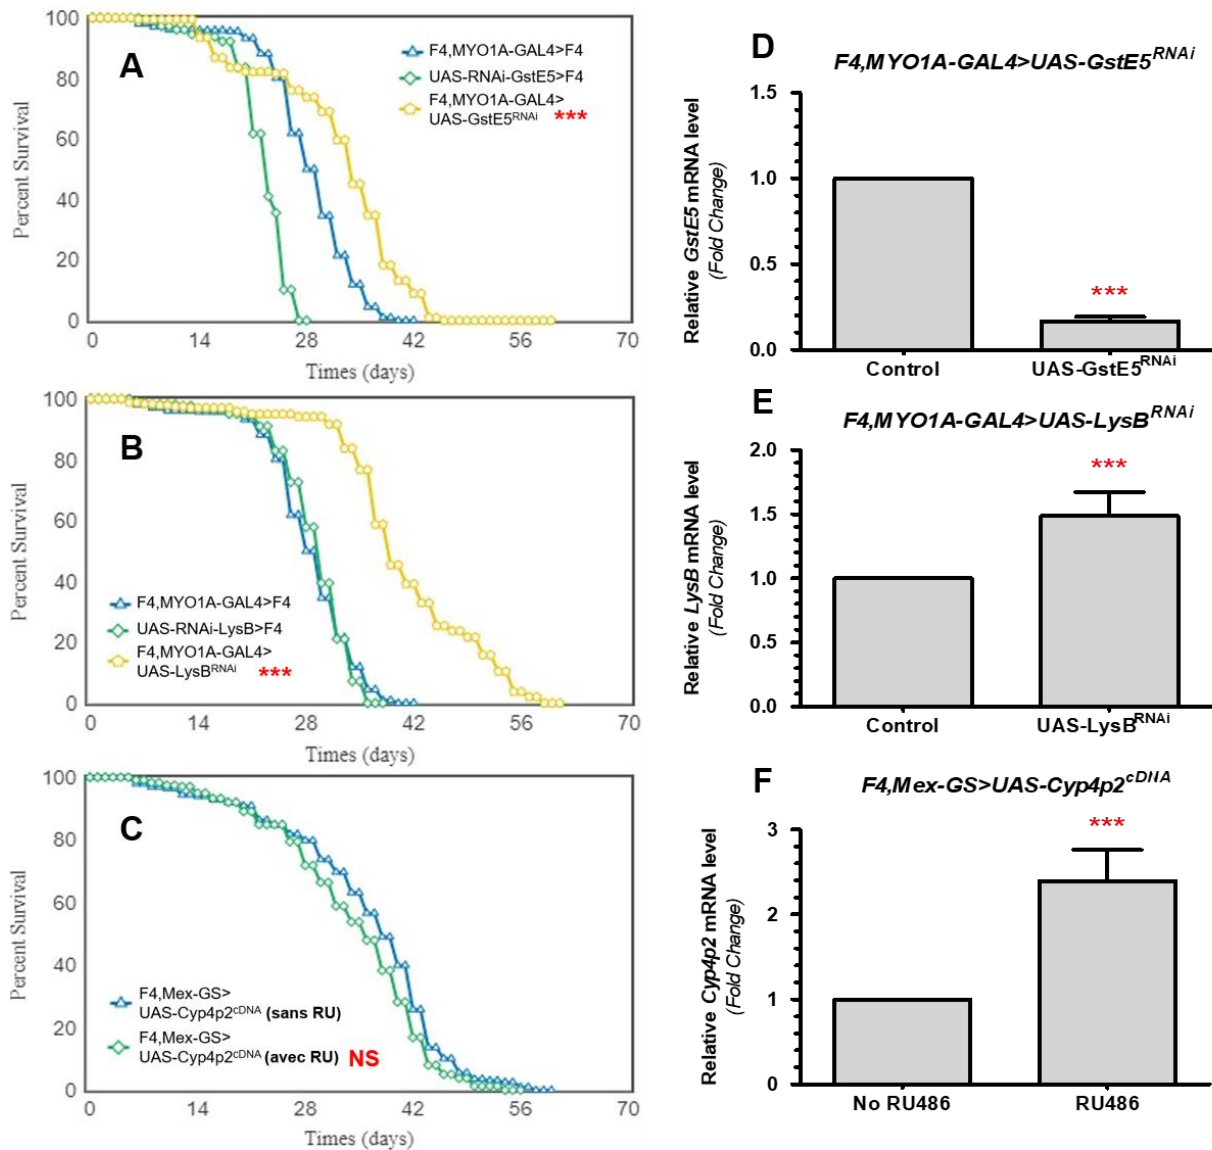 A
Percent Survival
100
80
60
40
20
0
F4,MYO1A-GAL4>F4
UAS-RNAi-GstE5>F4
F4,MYO1A-GAL4>
UAS-GstE5RNAi ***
0 14 28 42 56 70
Times (days)
B
Percent Survival
100
80
60
40
20
0
F4,MYO1A-GAL4>F4
UAS-RNAi-LysB>F4
F4,MYO1A-GAL4>
UAS-LysBRNAi ***
0 14 28 42 56 70
Times (days)
C
Percent Survival
100
80
60
40
20
0
F4,Mex-GS>
UAS-Cyp4p2cDNA (sans RU)
F4,Mex-GS>
UAS-Cyp4p2cDNA (avec RU) NS
0 14 28 42 56 70
Times (days)
D
F4,MYO1A-GAL4>UAS-GstE5RNAi
Relative GstE5 mRNA level
(Fold Change)
1.5
1.0
0.5
0.0
***
Control UAS-GstE5RNAi
E
F4,MYO1A-GAL4>UAS-LysBRNAi
Relative LysB mRNA level
(Fold Change)
2.0
1.5
1.0
0.5
0.0
***
Control UAS-LysBRNAi
F
F4,Mex-GS>UAS-Cyp4p2cDNA
Relative Cyp4p2 mRNA level
(Fold Change)
3
2
1
0
***
No RU486 RU486